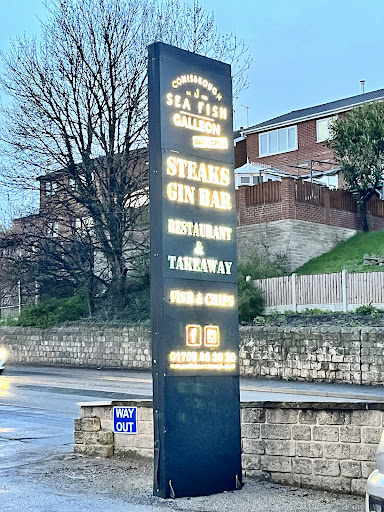 CONISBROUGH
SEA FISH
GALLEON
STEAKS
GIN BAR
RESTAURANT
&
TAKEAWAY
FISH & CHIPS
WAY
OUT